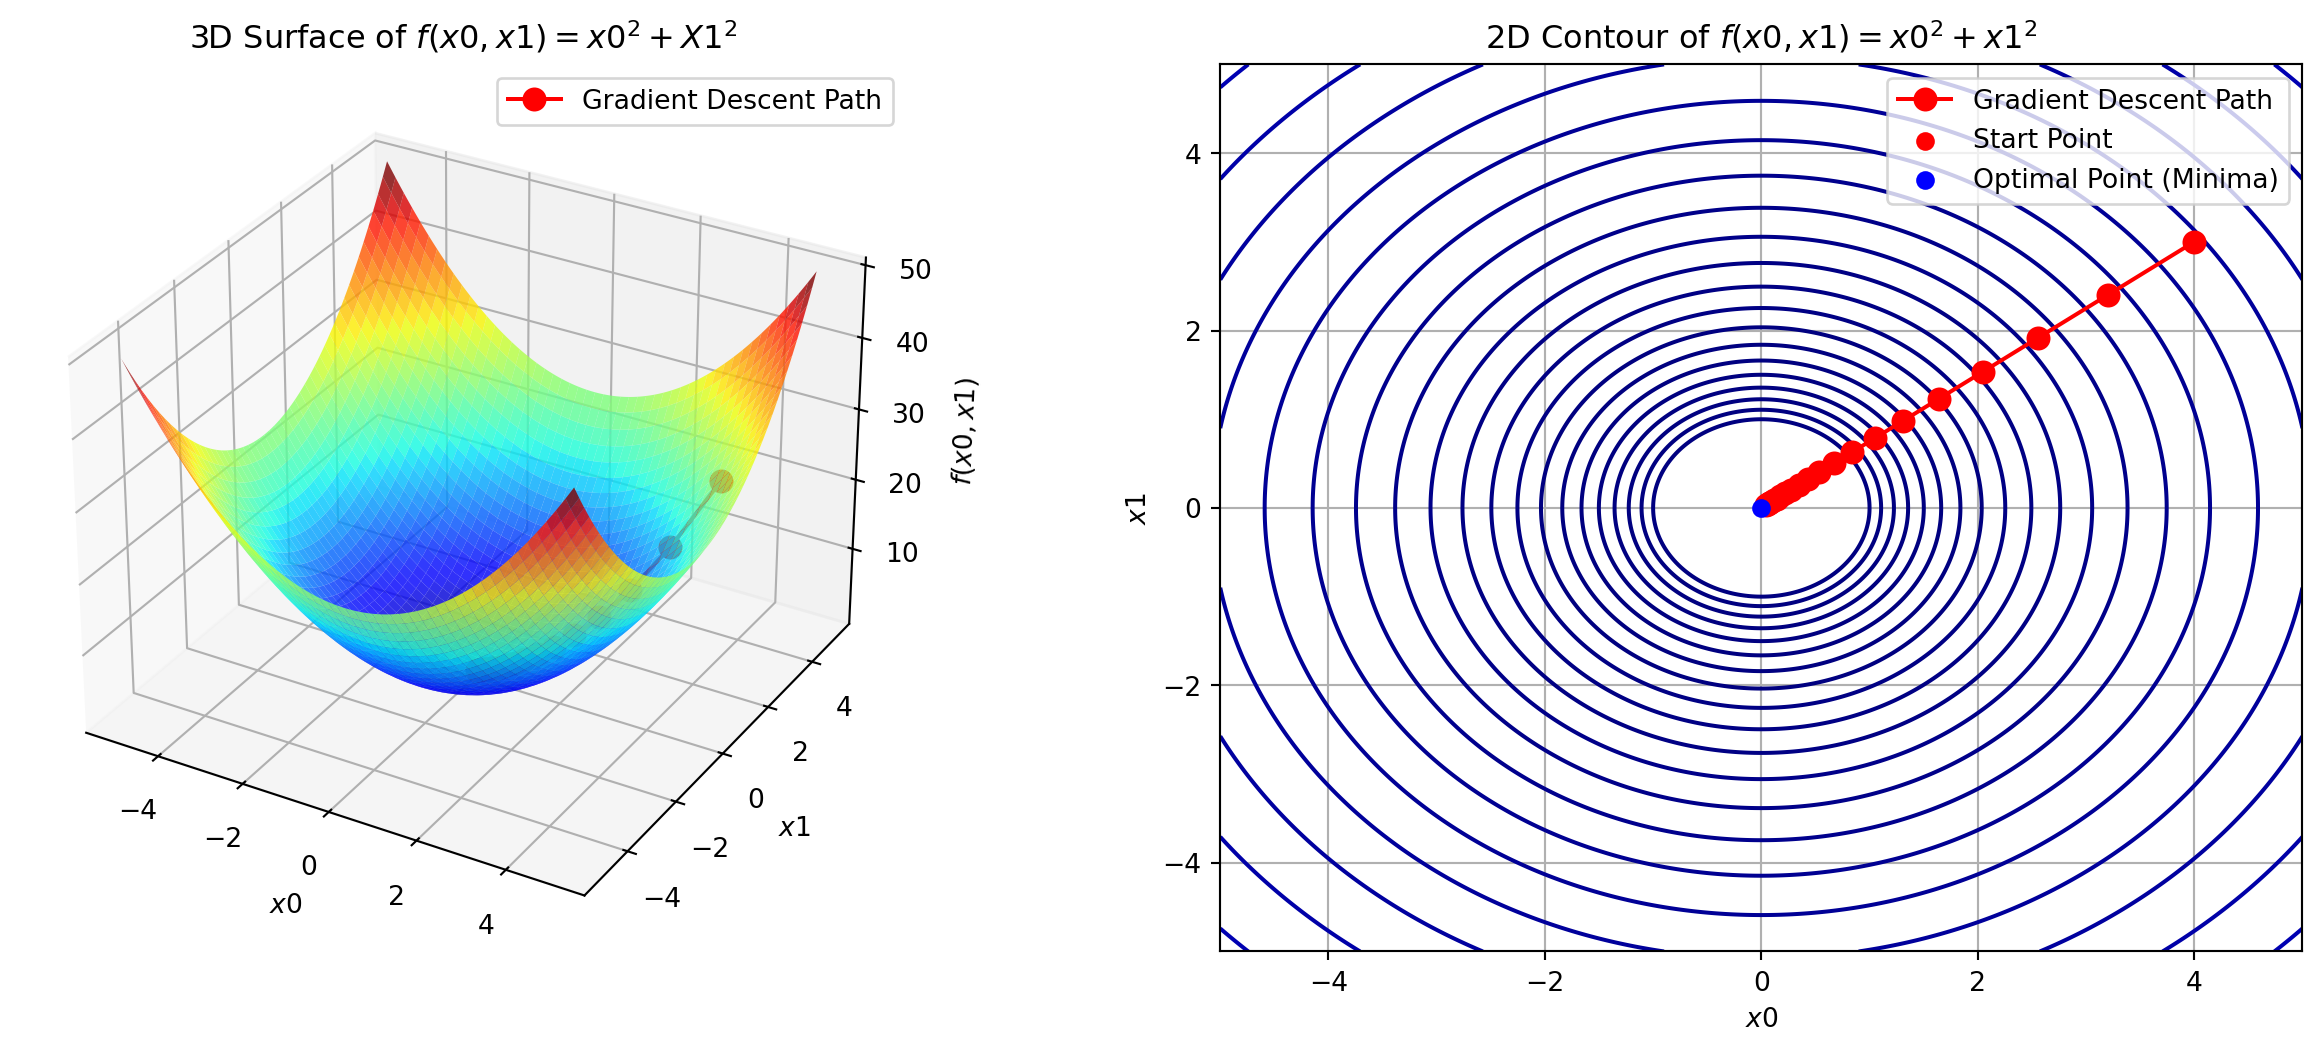 3D Surface of f(x0, x1) = x0² + X1²
Gradient Descent Path
50
40
30
20
10
f(x0, x1)
−4
−2
0
2
4
x0
−4
−2
0
2
4
x1
2D Contour of f(x0, x1) = x0² + x1²
Gradient Descent Path
Start Point
Optimal Point (Minima)
4
2
0
−2
−4
x1
−4
−2
0
2
4
x0